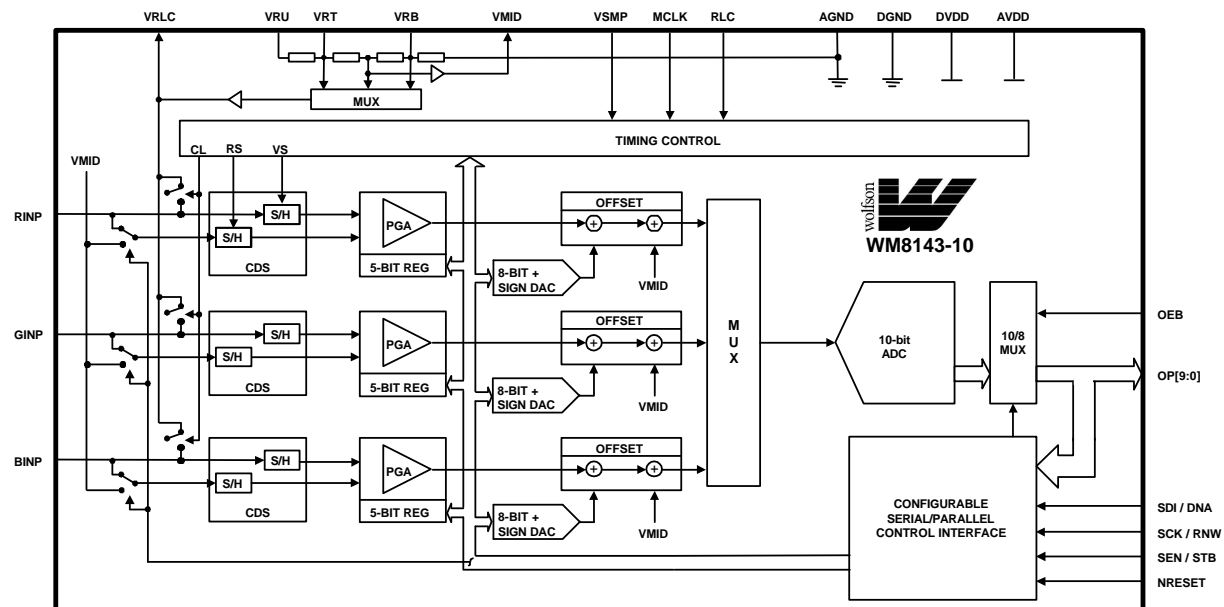 VRLC VRU VRT VRB VMID VSMP MCLK RLC AGND DGND DVDD AVDD
MUX
TIMING CONTROL
CL RS VS
VMID
RINP
S/H
S/H
CDS
PGA
5-BIT REG
8-BIT +
SIGN DAC
OFFSET
+ +
VMID
wolfson
WM8143-10
GINP
S/H
S/H
CDS
PGA
5-BIT REG
8-BIT +
SIGN DAC
OFFSET
+ +
VMID
BINP
S/H
S/H
CDS
PGA
5-BIT REG
8-BIT +
SIGN DAC
OFFSET
+ +
VMID
M
U
X
10-bit
ADC
10/8
MUX
OEB
OP[9:0]
CONFIGURABLE
SERIAL/PARALLEL
CONTROL INTERFACE
SDI / DNA
SCK / RNW
SEN / STB
NRESET